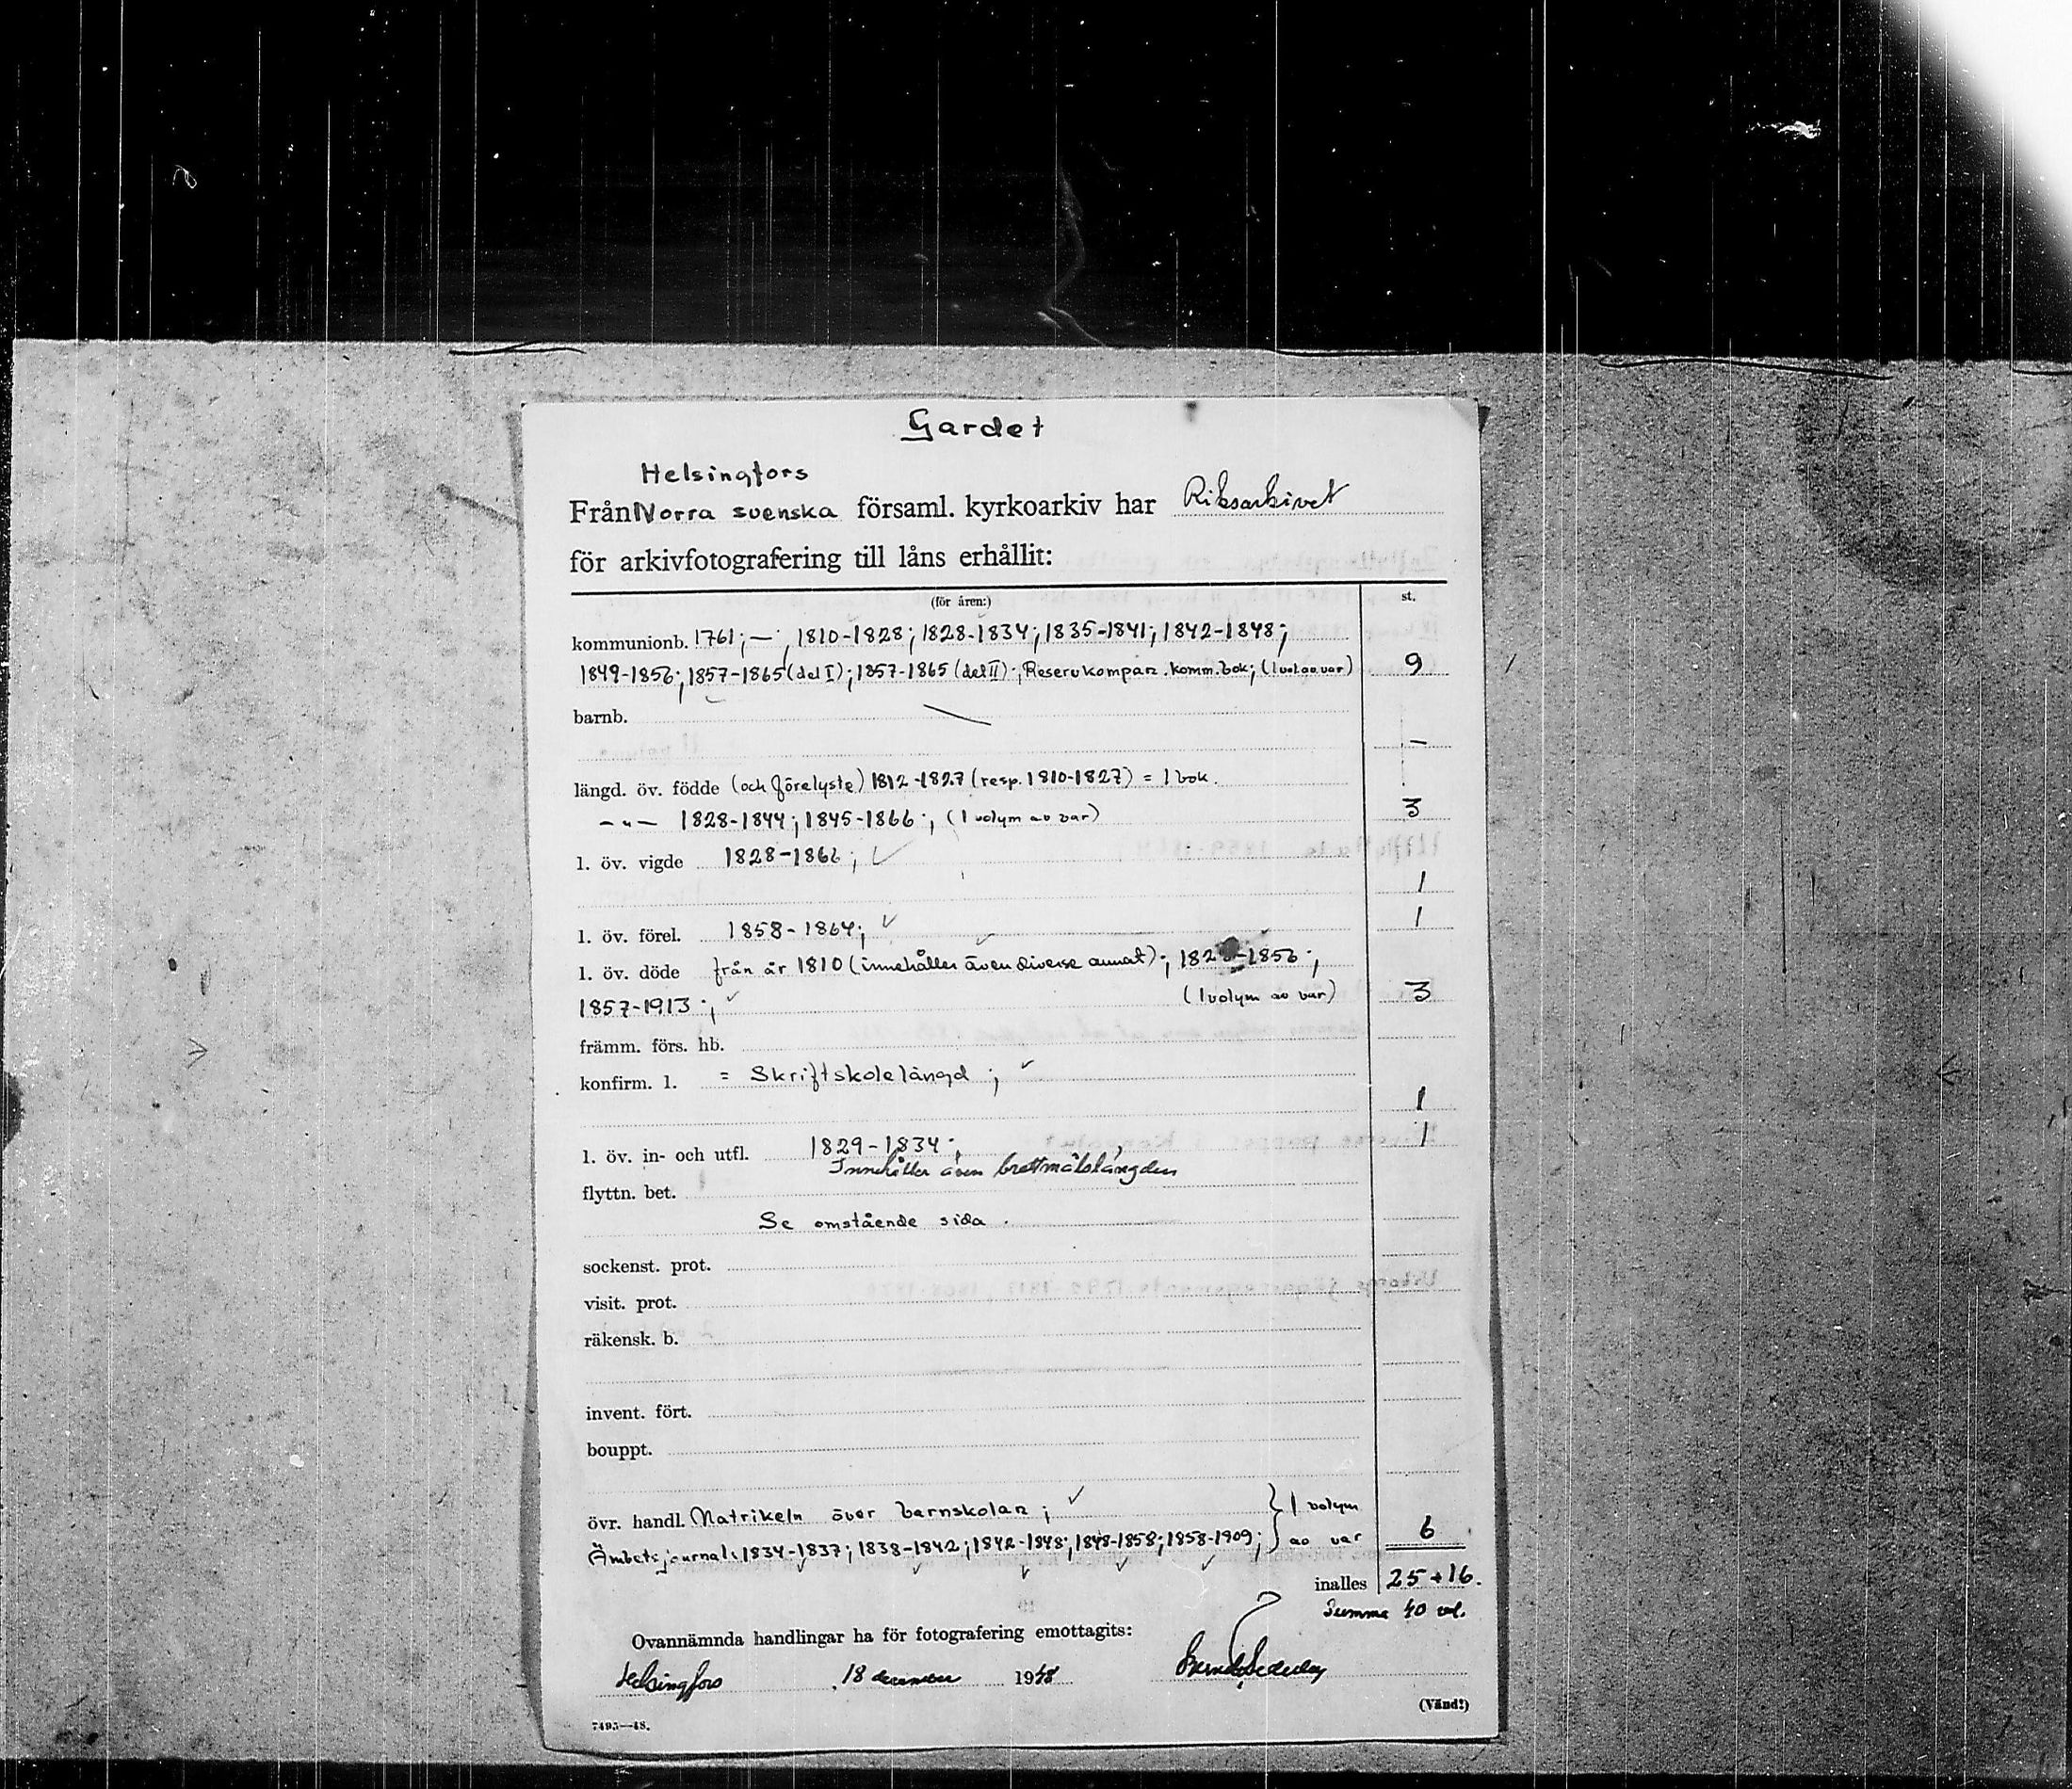 Gardet
Helsingfors
Från Norra svenska församl. kyrkoarkiv har Riksarkivet
för arkivfotografering till låns erhållit:
(för åren:) st.
kommunionb. 1761; — ; 1810-1828; 1828-1834; 1835-1841; 1842-1848;
1849-1856; 1857-1865 (del I); 1857-1865 (del II); Reservkompan. komm.bok; (1 vol. av var) 9
barnb.
—
längd. öv. födde (och förelyste) 1812-1827 (resp. 1810-1827) = 1 bok.
—"— 1828-1844; 1845-1866; (1 volym av var) 3
l. öv. vigde 1828-1866; ✓
1
l. öv. förel. 1858-1864; ✓ 1
l. öv. döde från år 1810 (innehåller även diverse annat); -1856;
1857-1913; ✓ (1 volym av var) 3
främm. förs. hb.
konfirm. l. = Skriftskolelängd; ✓
1
l. öv. in- och utfl. 1829-1834; 1
Innehåller även brottmålslängden
flyttn. bet.
Se omstående sida.
sockenst. prot.
visit. prot.
räkensk. b.
invent. fört.
bouppt.
övr. handl. Matrikeln över barnskolan; ✓ } 1 volym
Ämbetsjournal: 1834-1837; 1838-1842; 1842-1848; 1848-1858; 1858-1909; } av var 6
inalles 25 + 16.
Summa 40 vol.
Ovannämnda handlingar ha för fotografering emottagits:
Helsingfors, 18 december 1948
(Vänd!)
7495—48.